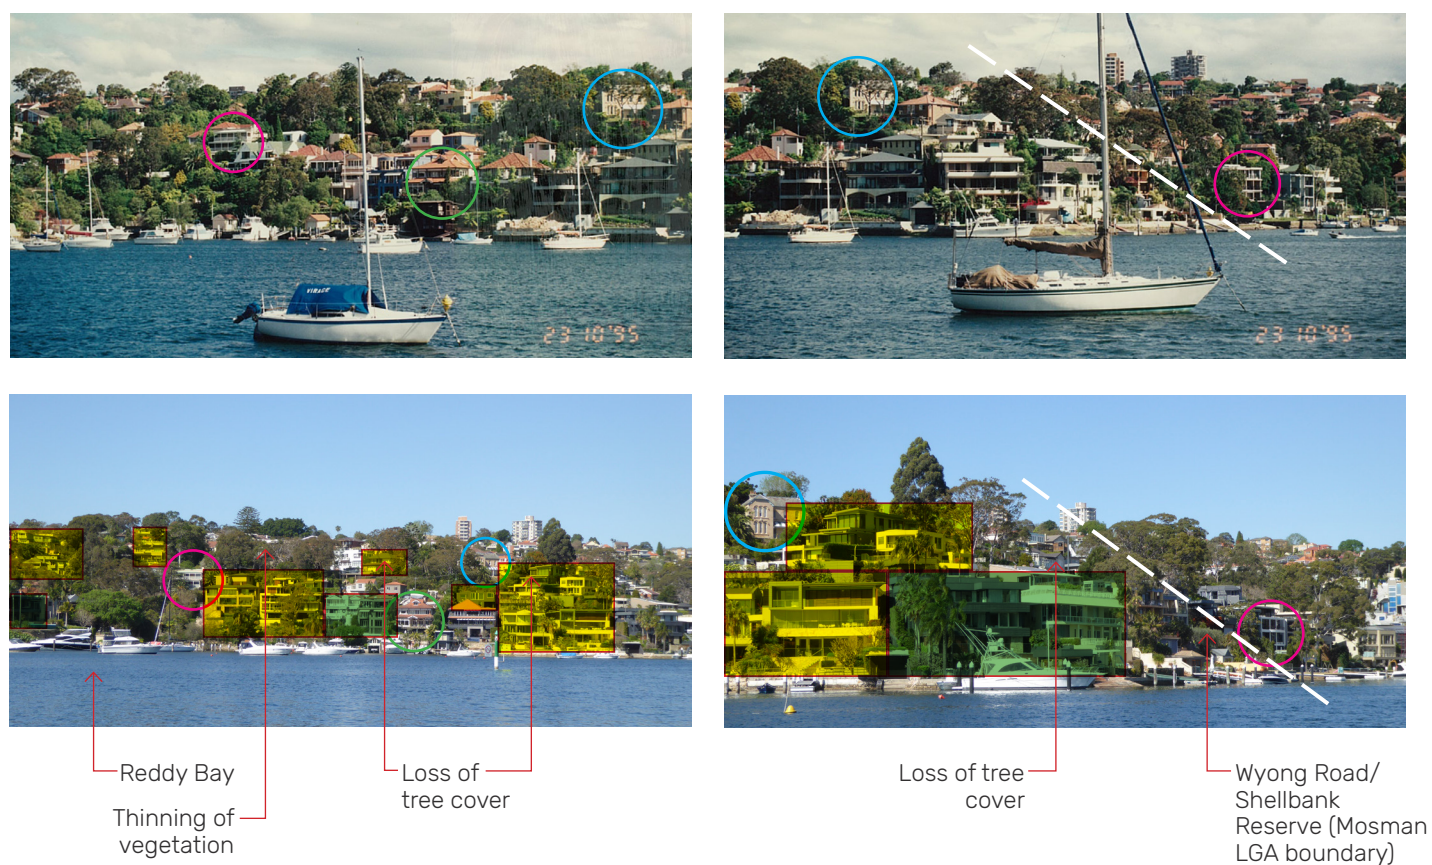 VIRAGE
23 10 '95
23 10 '95
Reddy Bay
Thinning of
vegetation
Loss of
tree cover
Loss of tree
cover
Wyong Road/
Shellbank
Reserve (Mosman
LGA boundary)